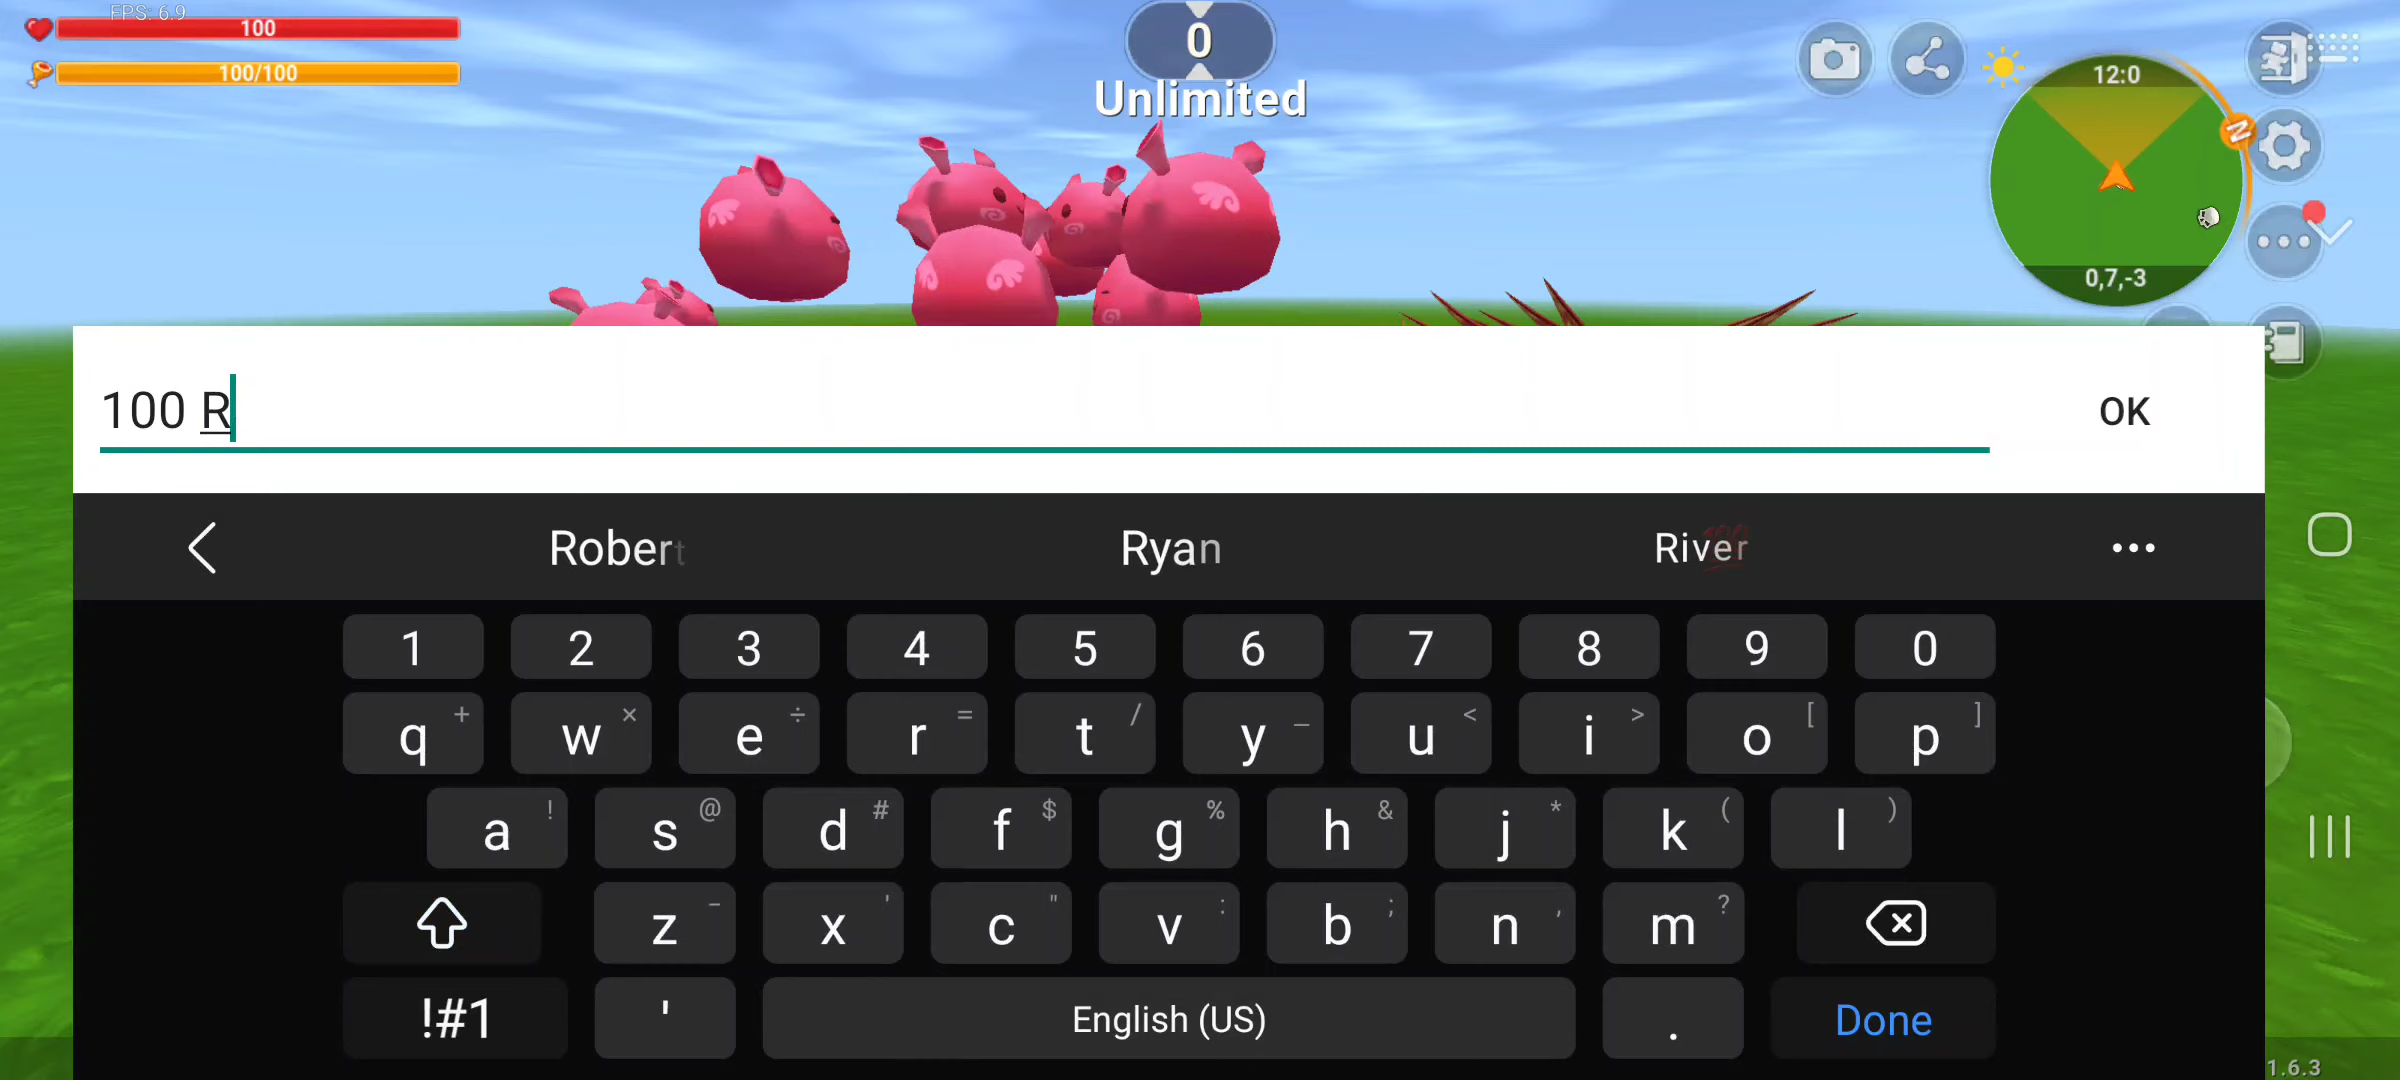 FPS: 6.9
100
100/100
0
Unlimited
12:0
N
0,7,-3
100 R
OK
Robert
Ryan
River
1 2 3 4 5 6 7 8 9 0
q + w × e ÷ r = t / y _ u < i > o [ p ]
a ! s @ d # f $ g % h & j * k ( l )
z - x ' c " v : b ; n , m ?
!#1 ' English (US) . Done
1.6.3